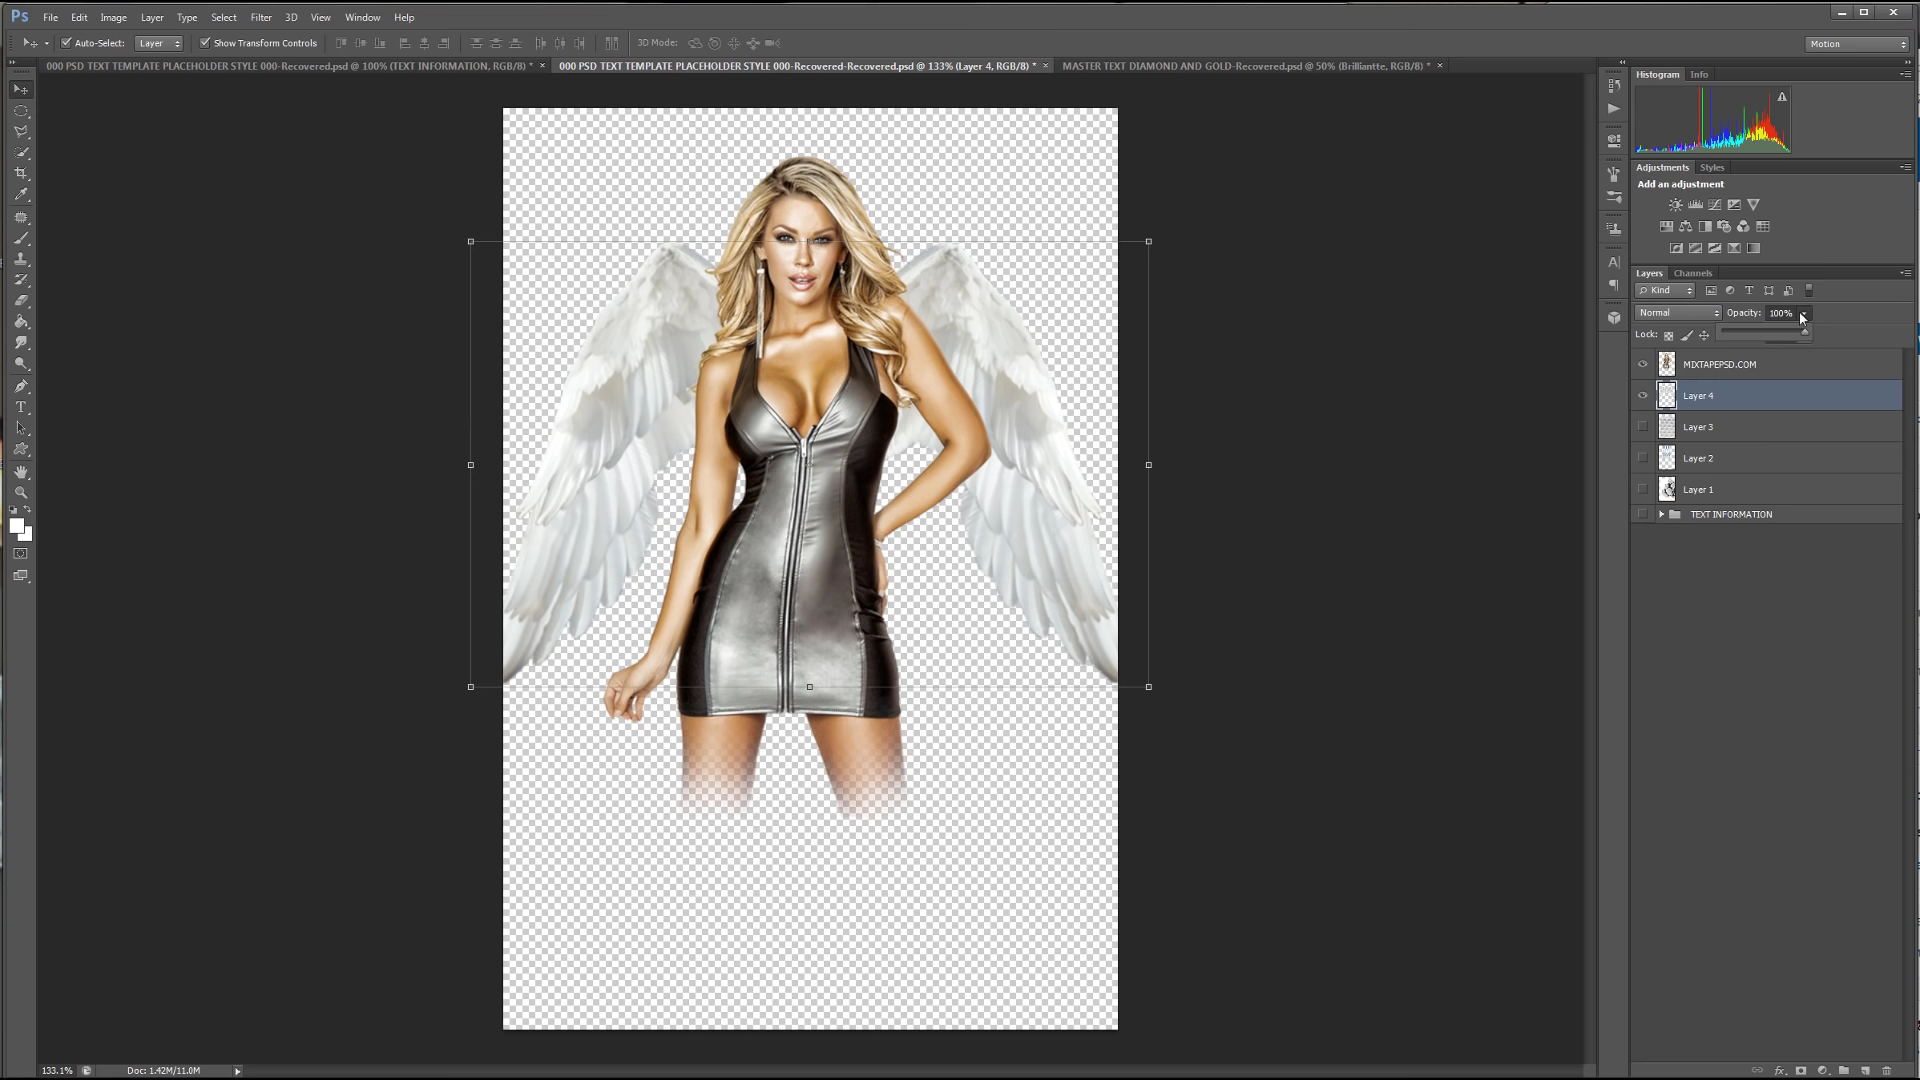 Ps File Edit Image Layer Type Select Filter 3D View Window Help
Auto-Select: Layer Show Transform Controls 3D Mode: Motion
000 PSD TEXT TEMPLATE PLACEHOLDER STYLE 000-Recovered.psd @ 100% (TEXT INFORMATION, RGB/8) * × 000 PSD TEXT TEMPLATE PLACEHOLDER STYLE 000-Recovered-Recovered.psd @ 133% (Layer 4, RGB/8) * × MASTER TEXT DIAMOND AND GOLD-Recovered.psd @ 50% (Brilliantte, RGB/8) * ×
Histogram Info
Adjustments Styles
Add an adjustment
Layers Channels
Kind
Normal Opacity: 100%
Lock:
MIXTAPEPSD.COM
Layer 4
Layer 3
Layer 2
Layer 1
TEXT INFORMATION
133.1% Doc: 1.42M/11.0M